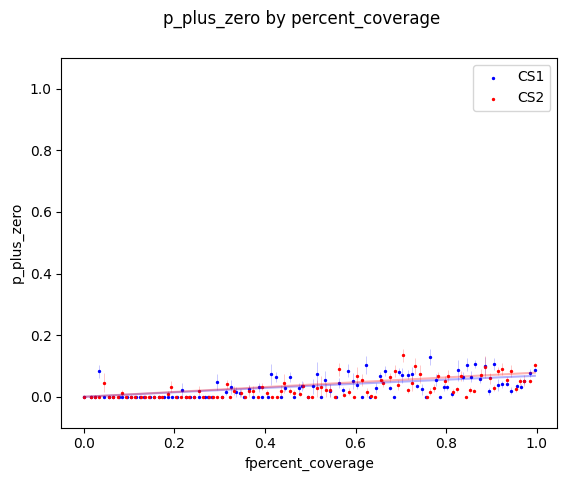 p_plus_zero by percent_coverage
CS1
CS2
1.0
0.8
0.6
0.4
0.2
0.0
p_plus_zero
0.0 0.2 0.4 0.6 0.8 1.0
fpercent_coverage